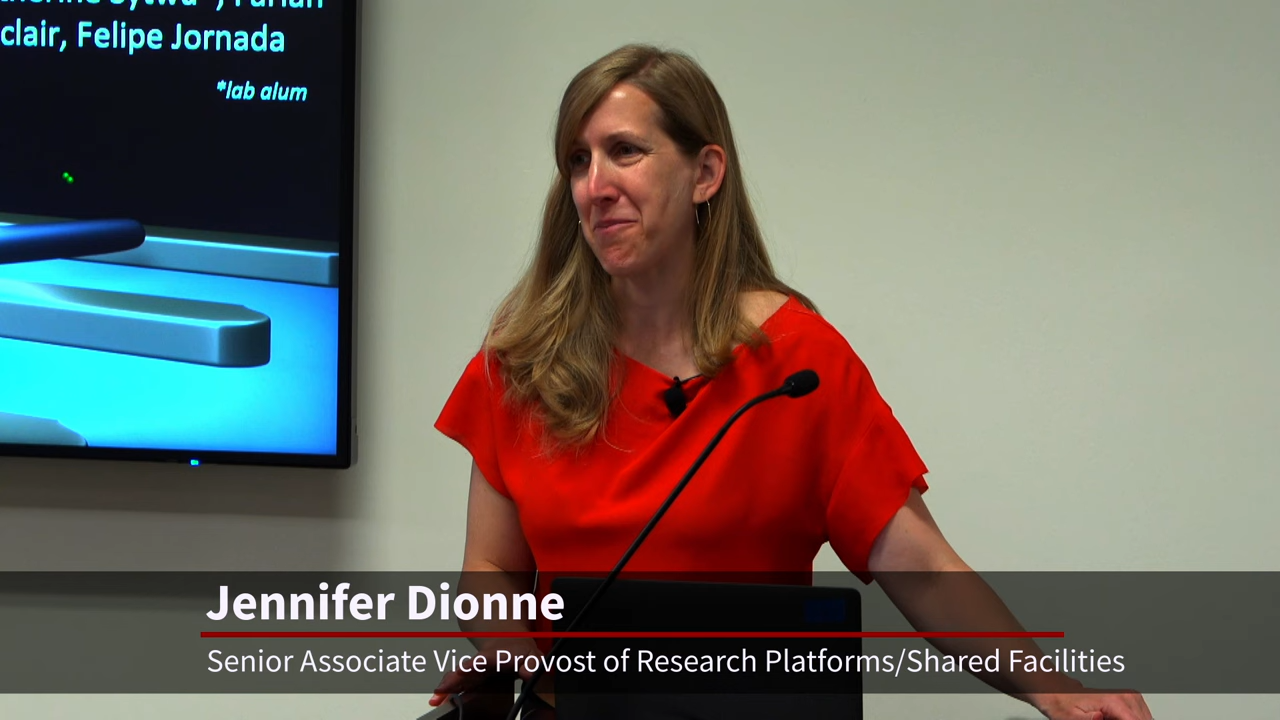 clair, Felipe Jornada
*lab alum
Jennifer Dionne
Senior Associate Vice Provost of Research Platforms/Shared Facilities